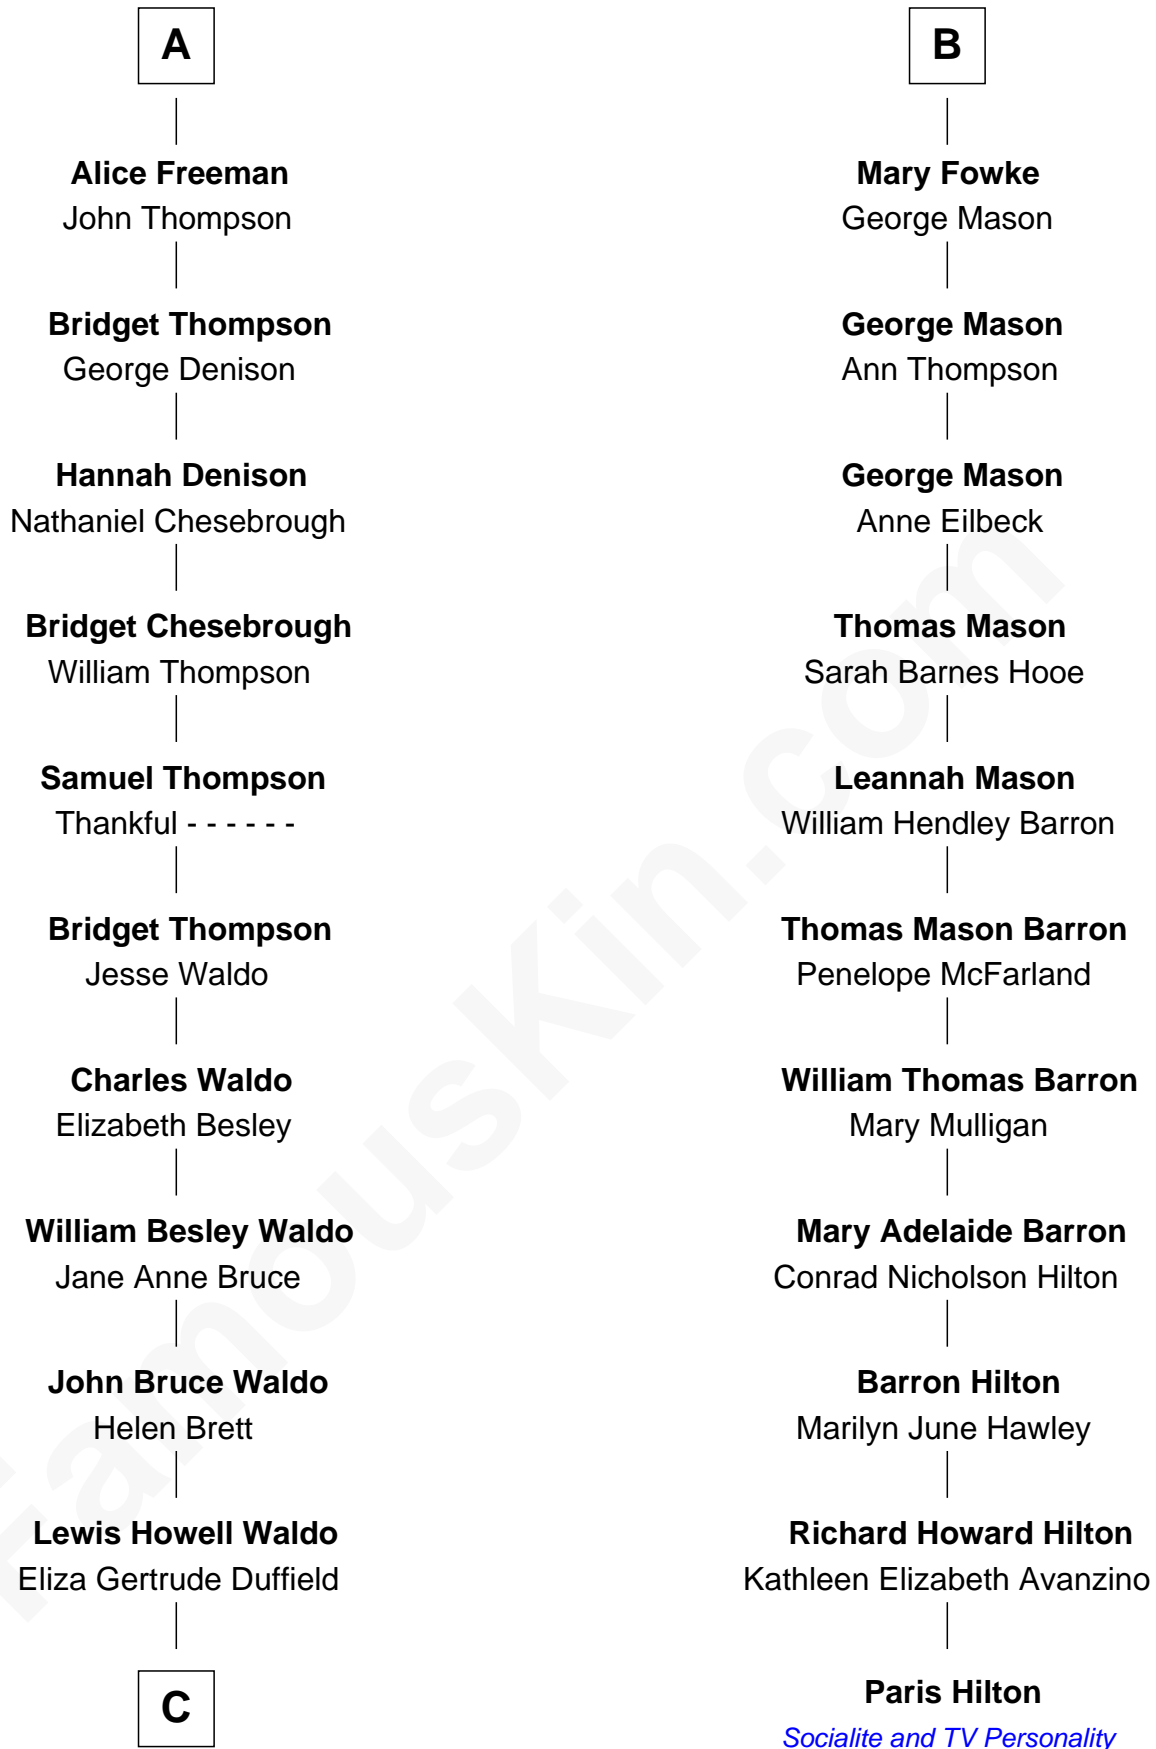 A
Alice Freeman
John Thompson
Bridget Thompson
George Denison
Hannah Denison
Nathaniel Chesebrough
Bridget Chesebrough
William Thompson
Samuel Thompson
Thankful - - - - - -
Bridget Thompson
Jesse Waldo
Charles Waldo
Elizabeth Besley
William Besley Waldo
Jane Anne Bruce
John Bruce Waldo
Helen Brett
Lewis Howell Waldo
Eliza Gertrude Duffield
C
B
Mary Fowke
George Mason
George Mason
Ann Thompson
George Mason
Anne Eilbeck
Thomas Mason
Sarah Barnes Hooe
Leannah Mason
William Hendley Barron
Thomas Mason Barron
Penelope McFarland
William Thomas Barron
Mary Mulligan
Mary Adelaide Barron
Conrad Nicholson Hilton
Barron Hilton
Marilyn June Hawley
Richard Howard Hilton
Kathleen Elizabeth Avanzino
Paris Hilton
Socialite and TV Personality
FamousKin.com